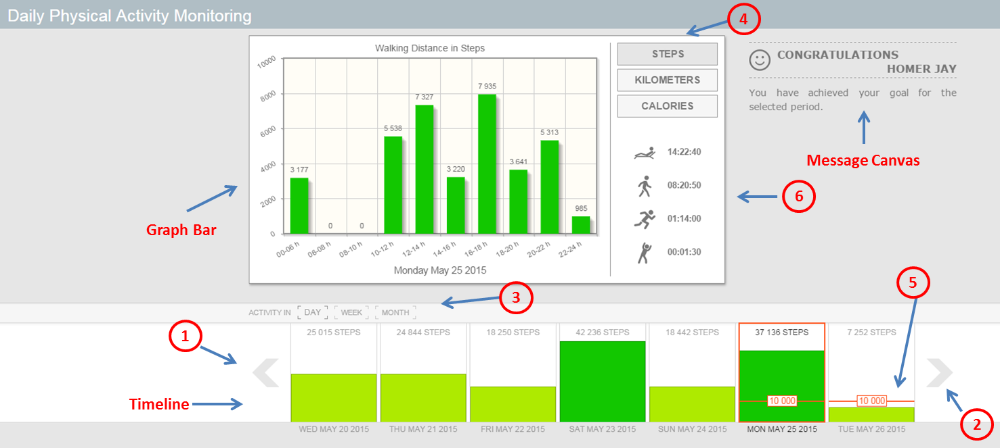 Daily Physical Activity Monitoring
4
Walking Distance in Steps
10000
8000
6000
4000
2000
0
3 177
0
0
5 538
7 327
3 220
7 935
3 641
5 313
985
00-06 h
06-08 h
08-10 h
10-12 h
12-14 h
14-16 h
16-18 h
18-20 h
20-22 h
22-24 h
Monday May 25 2015
STEPS
KILOMETERS
CALORIES
14:22:40
08:20:50
01:14:00
00:01:30
CONGRATULATIONS
HOMER JAY
You have achieved your goal for the
selected period.
Message Canvas
6
Graph Bar
5
3
ACTIVITY IN DAY WEEK MONTH
1
25 015 STEPS
24 844 STEPS
18 250 STEPS
42 236 STEPS
18 442 STEPS
37 136 STEPS
7 252 STEPS
Timeline
10 000
10 000
2
WED MAY 20 2015
THU MAY 21 2015
FRI MAY 22 2015
SAT MAY 23 2015
SUN MAY 24 2015
MON MAY 25 2015
TUE MAY 26 2015